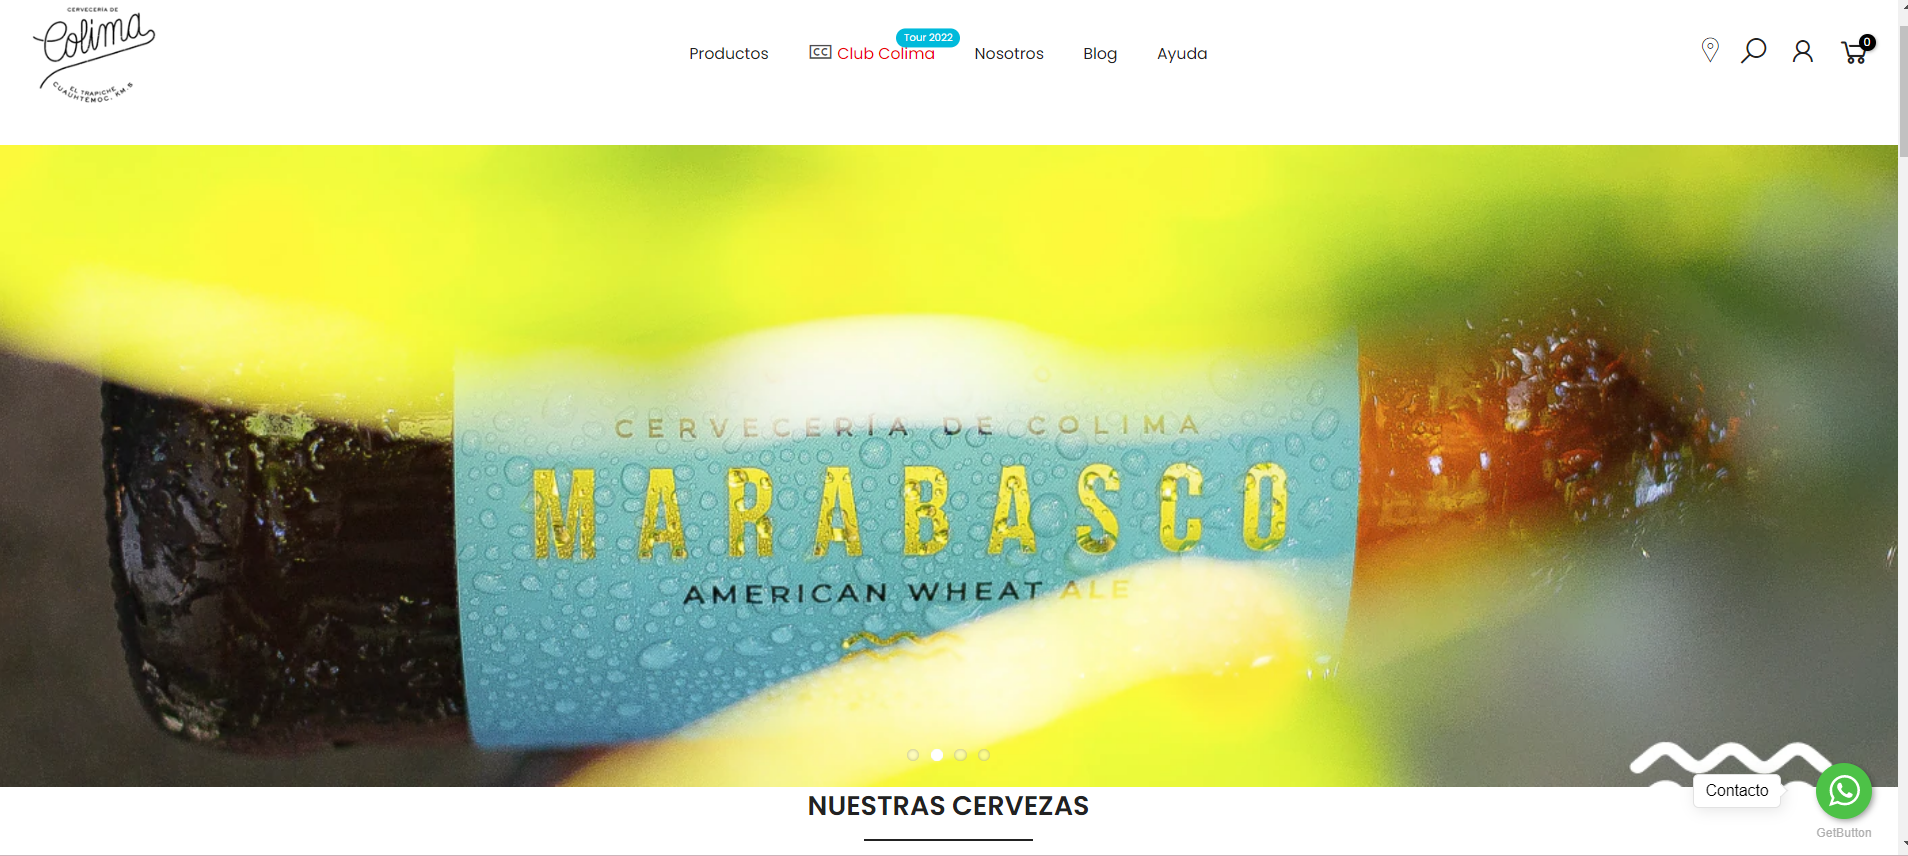 CERVECERÍA DE
Colima
EL TRAPICHE
CUAUHTÉMOC, KM.5
Productos
CC Club Colima
Tour 2022
Nosotros
Blog
Ayuda
0
CERVECERÍA DE COLIMA
MARABASCO
AMERICAN WHEAT ALE
NUESTRAS CERVEZAS
Contacto
GetButton